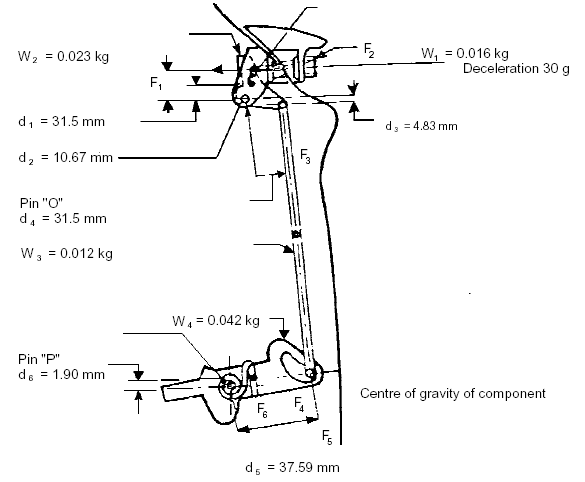 W2 = 0.023 kg
F2
W1 = 0.016 kg
Deceleration 30 g
F1
d1 = 31.5 mm
d3 = 4.83 mm
d2 = 10.67 mm
F3
Pin "O"
d4 = 31.5 mm
W3 = 0.012 kg
W4 = 0.042 kg
Pin "P"
d6 = 1.90 mm
Centre of gravity of component
F6
F4
F5
d5 = 37.59 mm